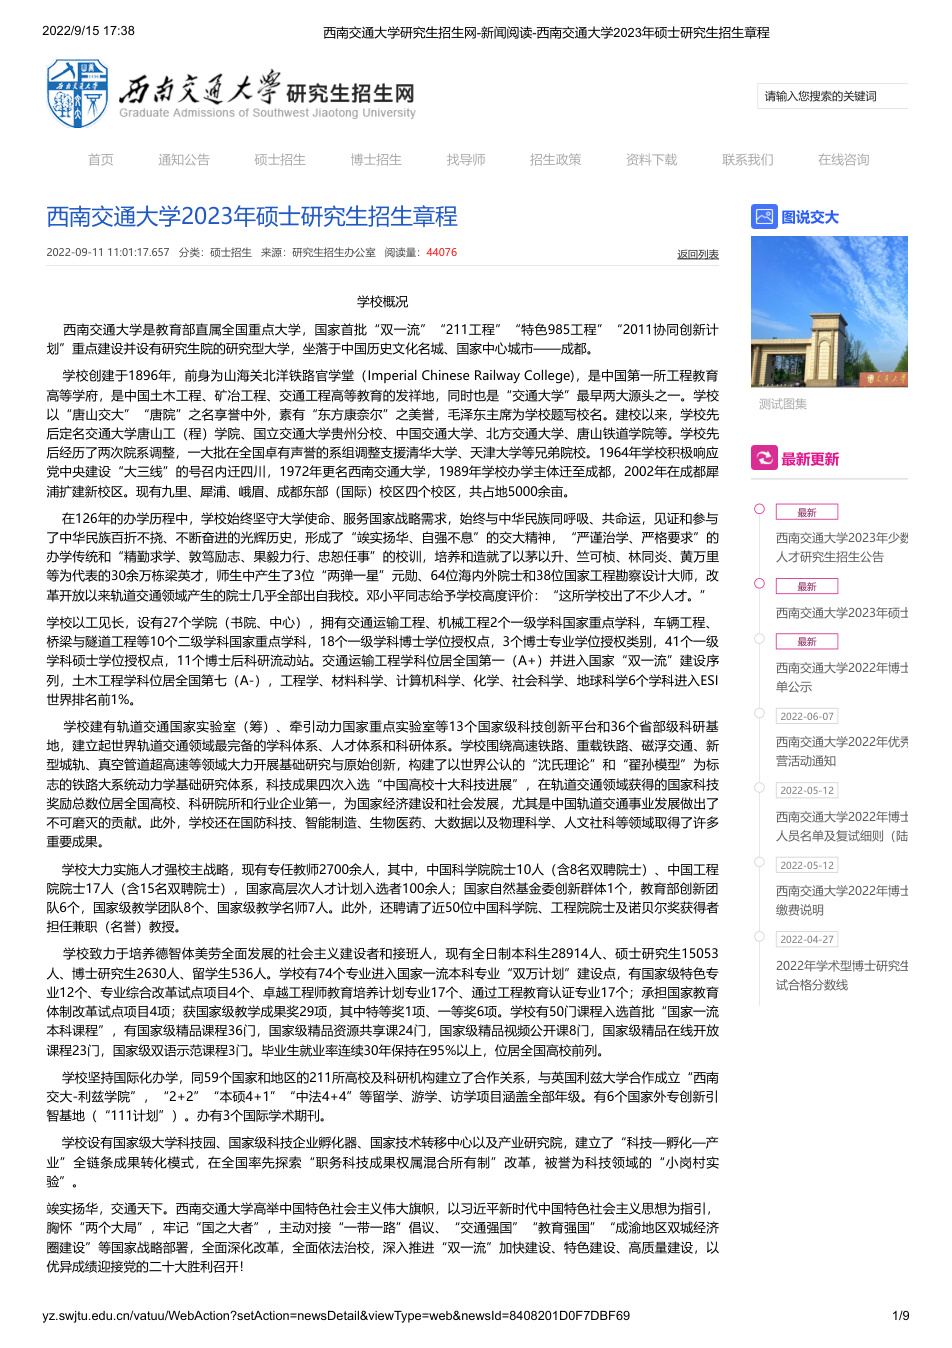 2022/9/15 17:38
西南交通大学研究生招生网-新闻阅读-西南交通大学2023年硕士研究生招生章程
西南交通大学 研究生招生网
Graduate Admissions of Southwest Jiaotong University
请输入您搜索的关键词
首页 通知公告 硕士招生 博士招生 找导师 招生政策 资料下载 联系我们 在线咨询
西南交通大学2023年硕士研究生招生章程
2022-09-11 11:01:17.657 分类：硕士招生 来源：研究生招生办公室 阅读量：44076
返回列表
学校概况
西南交通大学是教育部直属全国重点大学，国家首批“双一流”“211工程”“特色985工程”“2011协同创新计
划”重点建设并设有研究生院的研究型大学，坐落于中国历史文化名城、国家中心城市——成都。
学校创建于1896年，前身为山海关北洋铁路官学堂（Imperial Chinese Railway College)，是中国第一所工程教育
高等学府，是中国土木工程、矿冶工程、交通工程高等教育的发祥地，同时也是“交通大学”最早两大源头之一。学校
以“唐山交大”“唐院”之名享誉中外，素有“东方康奈尔”之美誉，毛泽东主席为学校题写校名。建校以来，学校先
后定名交通大学唐山工（程）学院、国立交通大学贵州分校、中国交通大学、北方交通大学、唐山铁道学院等。学校先
后经历了两次院系调整，一大批在全国卓有声誉的系组调整支援清华大学、天津大学等兄弟院校。1964年学校积极响应
党中央建设“大三线”的号召内迁四川，1972年更名西南交通大学，1989年学校办学主体迁至成都，2002年在成都犀
浦扩建新校区。现有九里、犀浦、峨眉、成都东部（国际）校区四个校区，共占地5000余亩。
在126年的办学历程中，学校始终坚守大学使命、服务国家战略需求，始终与中华民族同呼吸、共命运，见证和参与
了中华民族百折不挠、不断奋进的光辉历史，形成了“竢实扬华、自强不息”的交大精神，“严谨治学、严格要求”的
办学传统和“精勤求学、敦笃励志、果毅力行、忠恕任事”的校训，培养和造就了以茅以升、竺可桢、林同炎、黄万里
等为代表的30余万栋梁英才，师生中产生了3位“两弹一星”元勋、64位海内外院士和38位国家工程勘察设计大师，改
革开放以来轨道交通领域产生的院士几乎全部出自我校。邓小平同志给予学校高度评价：“这所学校出了不少人才。”
学校以工见长，设有27个学院（书院、中心），拥有交通运输工程、机械工程2个一级学科国家重点学科，车辆工程、
桥梁与隧道工程等10个二级学科国家重点学科，18个一级学科博士学位授权点，3个博士专业学位授权类别，41个一级
学科硕士学位授权点，11个博士后科研流动站。交通运输工程学科位居全国第一（A+）并进入国家“双一流”建设序
列，土木工程学科位居全国第七（A-），工程学、材料科学、计算机科学、化学、社会科学、地球科学6个学科进入ESI
世界排名前1%。
学校建有轨道交通国家实验室（筹）、牵引动力国家重点实验室等13个国家级科技创新平台和36个省部级科研基
地，建立起世界轨道交通领域最完备的学科体系、人才体系和科研体系。学校围绕高速铁路、重载铁路、磁浮交通、新
型城轨、真空管道超高速等领域大力开展基础研究与原始创新，构建了以世界公认的“沈氏理论”和“翟孙模型”为标
志的铁路大系统动力学基础研究体系，科技成果四次入选“中国高校十大科技进展”，在轨道交通领域获得的国家科技
奖励总数位居全国高校、科研院所和行业企业第一，为国家经济建设和社会发展，尤其是中国轨道交通事业发展做出了
不可磨灭的贡献。此外，学校还在国防科技、智能制造、生物医药、大数据以及物理科学、人文社科等领域取得了许多
重要成果。
学校大力实施人才强校主战略，现有专任教师2700余人，其中，中国科学院院士10人（含8名双聘院士）、中国工程
院院士17人（含15名双聘院士），国家高层次人才计划入选者100余人；国家自然基金委创新群体1个，教育部创新团
队6个，国家级教学团队8个、国家级教学名师7人。此外，还聘请了近50位中国科学院、工程院院士及诺贝尔奖获得者
担任兼职（名誉）教授。
学校致力于培养德智体美劳全面发展的社会主义建设者和接班人，现有全日制本科生28914人、硕士研究生15053
人、博士研究生2630人、留学生536人。学校有74个专业进入国家一流本科专业“双万计划”建设点，有国家级特色专
业12个、专业综合改革试点项目4个、卓越工程师教育培养计划专业17个、通过工程教育认证专业17个；承担国家教育
体制改革试点项目4项；获国家级教学成果奖29项，其中特等奖1项、一等奖6项。学校有50门课程入选首批“国家一流
本科课程”，有国家级精品课程36门，国家级精品资源共享课24门，国家级精品视频公开课8门，国家级精品在线开放
课程23门，国家级双语示范课程3门。毕业生就业率连续30年保持在95%以上，位居全国高校前列。
学校坚持国际化办学，同59个国家和地区的211所高校及科研机构建立了合作关系，与英国利兹大学合作成立“西南
交大-利兹学院”，“2+2”“本硕4+1”“中法4+4”等留学、游学、访学项目涵盖全部年级。有6个国家外专创新引
智基地（“111计划”）。办有3个国际学术期刊。
学校设有国家级大学科技园、国家级科技企业孵化器、国家技术转移中心以及产业研究院，建立了“科技—孵化—产
业”全链条成果转化模式，在全国率先探索“职务科技成果权属混合所有制”改革，被誉为科技领域的“小岗村实
验”。
竢实扬华，交通天下。西南交通大学高举中国特色社会主义伟大旗帜，以习近平新时代中国特色社会主义思想为指引，
胸怀“两个大局”，牢记“国之大者”，主动对接“一带一路”倡议、“交通强国”“教育强国”“成渝地区双城经济
圈建设”等国家战略部署，全面深化改革，全面依法治校，深入推进“双一流”加快建设、特色建设、高质量建设，以
优异成绩迎接党的二十大胜利召开！
图说交大
测试图集
最新更新
最新
西南交通大学2023年少数
人才研究生招生公告
最新
西南交通大学2023年硕士
最新
西南交通大学2022年博士
单公示
2022-06-07
西南交通大学2022年优秀
营活动通知
2022-05-12
西南交通大学2022年博士
人员名单及复试细则（陆
2022-05-12
西南交通大学2022年博士
缴费说明
2022-04-27
2022年学术型博士研究生
试合格分数线
yz.swjtu.edu.cn/vatuu/WebAction?setAction=newsDetail&viewType=web&newsId=8408201D0F7DBF69
1/9